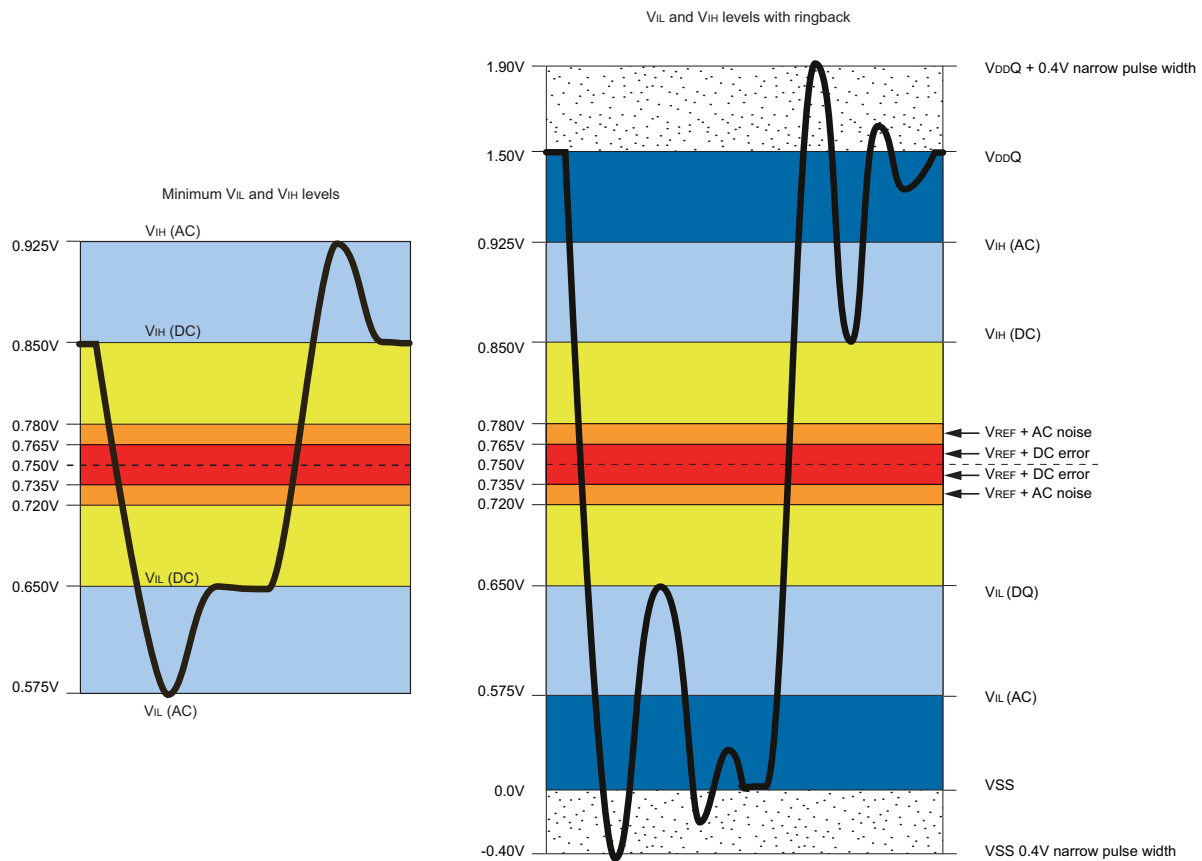 VIL and VIH levels with ringback
Minimum VIL and VIH levels
VIH (AC)
0.925V
VIH (DC)
0.850V
0.780V
0.765V
0.750V
0.735V
0.720V
VIL (DC)
0.650V
0.575V
VIL (AC)
1.90V
VDDQ + 0.4V narrow pulse width
1.50V
VDDQ
0.925V
VIH (AC)
0.850V
VIH (DC)
0.780V
VREF + AC noise
0.765V
VREF + DC error
0.750V
VREF + DC error
0.735V
VREF + AC noise
0.720V
0.650V
VIL (DQ)
0.575V
VIL (AC)
0.0V
VSS
-0.40V
VSS 0.4V narrow pulse width